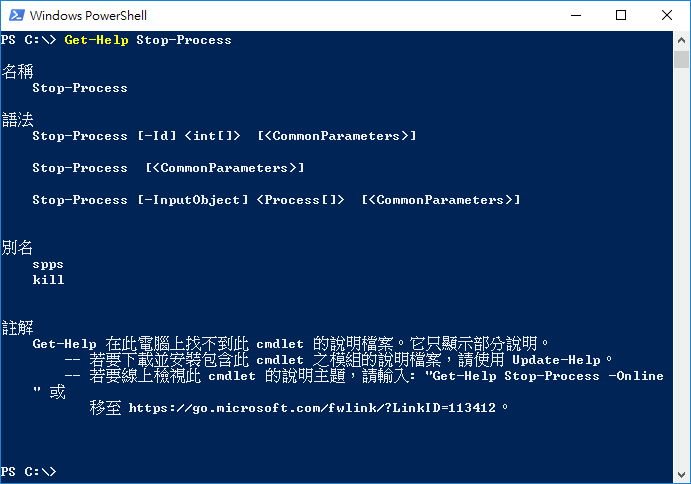 Windows PowerShell
PS C:\> Get-Help Stop-Process
名稱
Stop-Process
語法
Stop-Process [-Id] <int[]>  [<CommonParameters>]
Stop-Process  [<CommonParameters>]
Stop-Process [-InputObject] <Process[]>  [<CommonParameters>]
別名
spps
kill
註解
Get-Help 在此電腦上找不到此 cmdlet 的說明檔案。它只顯示部分說明。
-- 若要下載並安裝包含此 cmdlet 之模組的說明檔案，請使用 Update-Help。
-- 若要線上檢視此 cmdlet 的說明主題，請輸入: "Get-Help Stop-Process -Online
" 或
移至 https://go.microsoft.com/fwlink/?LinkID=113412。
PS C:\>